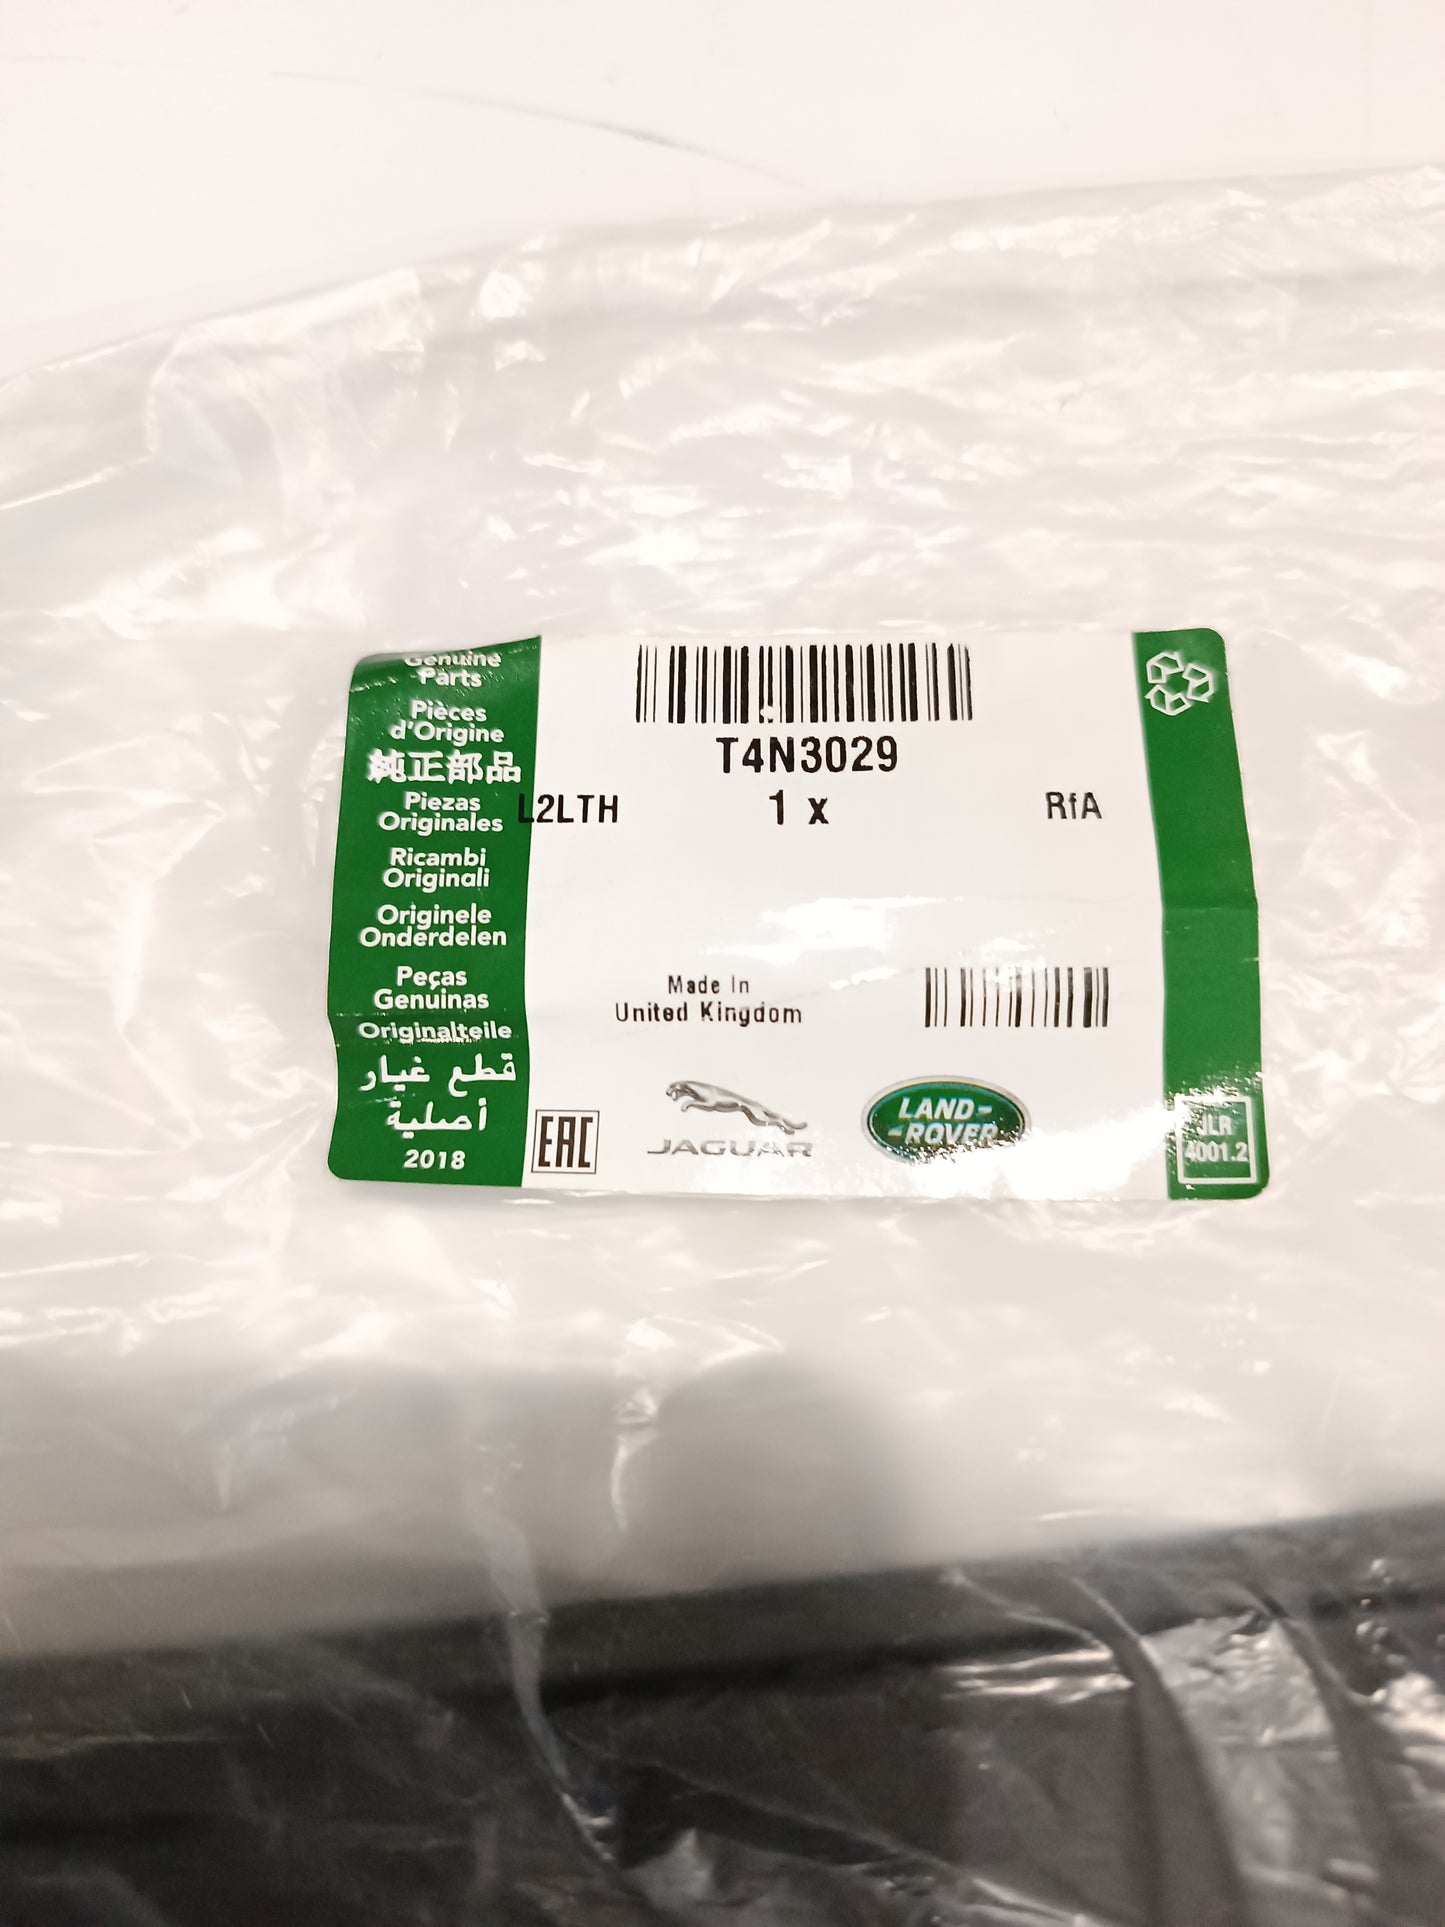 Genuine
Parts
Pièces
d'Origine
純正部品
Piezas
Originales
Ricambi
Originali
Originele
Onderdelen
Peças
Genuinas
Originalteile
قطع غيار
أصلية
2018
T4N3029
L2LTH 1 x RfA
Made In
United Kingdom
EAC
JAGUAR
LAND-
-ROVER
JLR
4001.2